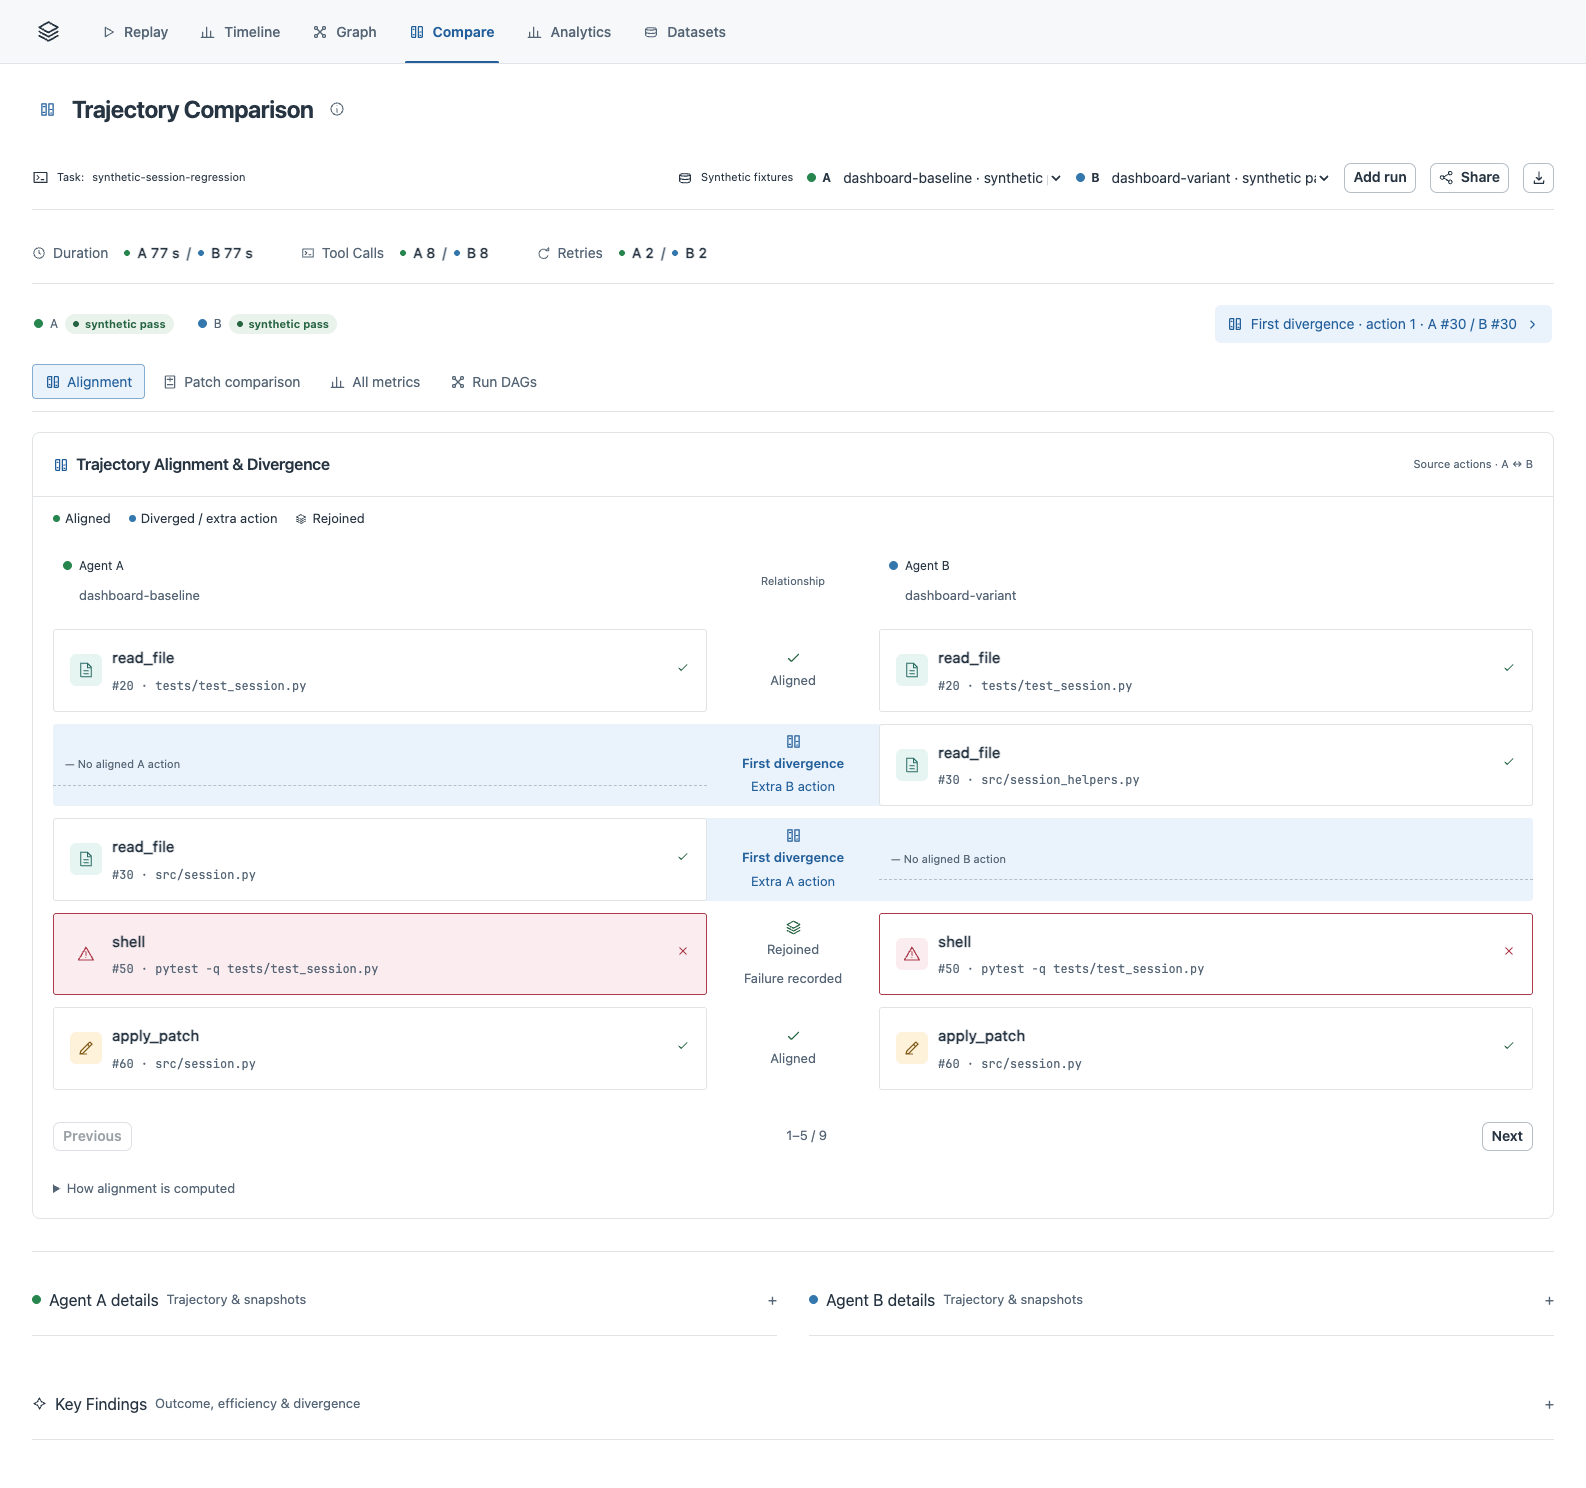 Replay Timeline Graph Compare Analytics Datasets
Trajectory Comparison
Task: synthetic-session-regression Synthetic fixtures A dashboard-baseline · synthetic B dashboard-variant · synthetic Add run Share
Duration A 77 s / B 77 s Tool Calls A 8 / B 8 Retries A 2 / B 2
A synthetic pass B synthetic pass First divergence · action 1 · A #30 / B #30
Alignment Patch comparison All metrics Run DAGs
Trajectory Alignment & Divergence Source actions · A ↔ B
Aligned Diverged / extra action Rejoined
Agent A
dashboard-baseline
Relationship
Agent B
dashboard-variant
read_file
#20 · tests/test_session.py
Aligned
read_file
#20 · tests/test_session.py
— No aligned A action
First divergence
Extra B action
read_file
#30 · src/session_helpers.py
read_file
#30 · src/session.py
First divergence
Extra A action
— No aligned B action
shell
#50 · pytest -q tests/test_session.py
Rejoined
Failure recorded
shell
#50 · pytest -q tests/test_session.py
apply_patch
#60 · src/session.py
Aligned
apply_patch
#60 · src/session.py
Previous 1–5 / 9 Next
How alignment is computed
Agent A details Trajectory & snapshots + Agent B details Trajectory & snapshots +
Key Findings Outcome, efficiency & divergence +